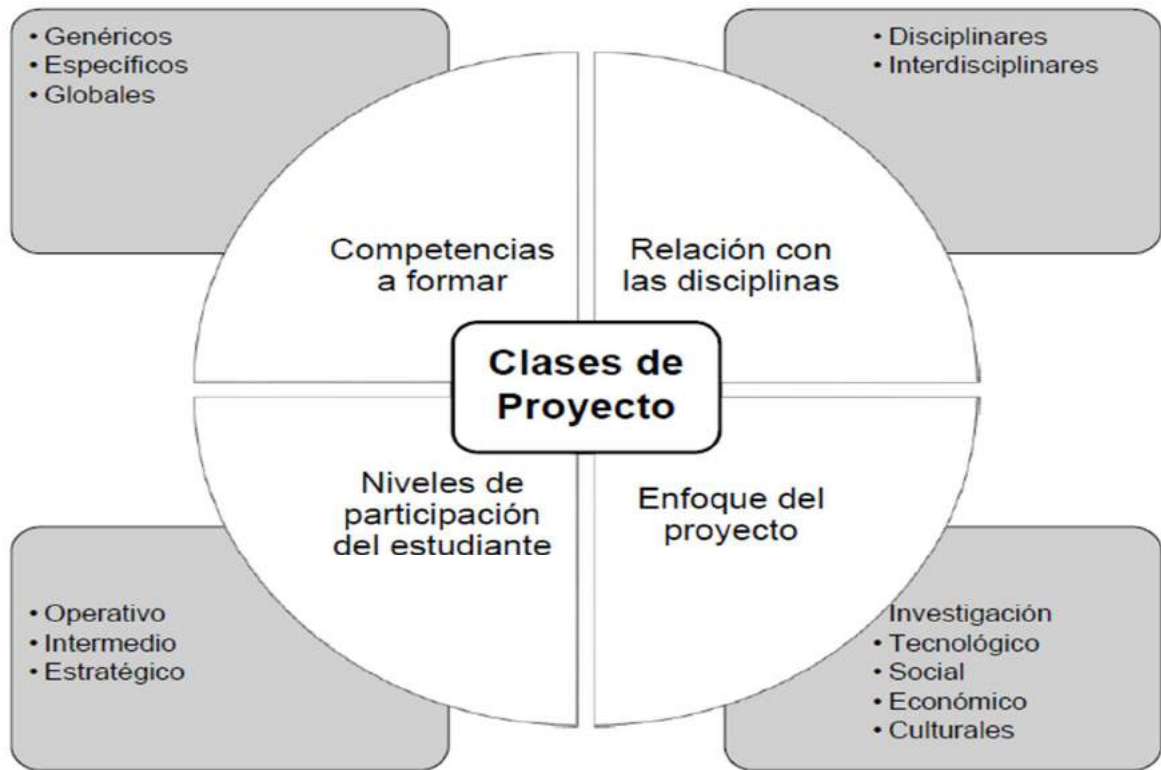 • Genéricos
• Específicos
• Globales
• Disciplinares
• Interdisciplinares
Competencias
a formar
Relación con
las disciplinas
Clases de
Proyecto
Niveles de
participación
del estudiante
Enfoque del
proyecto
• Operativo
• Intermedio
• Estratégico
Investigación
• Tecnológico
• Social
• Económico
• Culturales